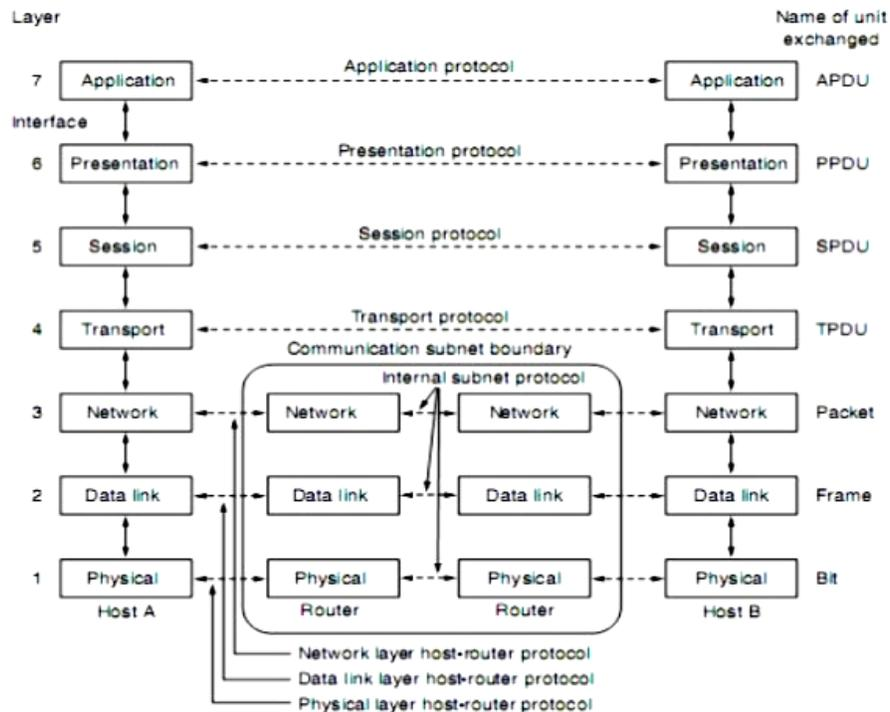 Layer
Name of unit
exchanged
Application protocol
7 Application Application APDU
Interface
Presentation protocol
6 Presentation Presentation PPDU
Session protocol
5 Session Session SPDU
Transport protocol
4 Transport Transport TPDU
Communication subnet boundary
Internal subnet protocol
3 Network Network Network Network Packet
2 Data link Data link Data link Data link Frame
1 Physical Physical Physical Physical Bit
Host A Router Router Host B
Network layer host-router protocol
Data link layer host-router protocol
Physical layer host-router protocol